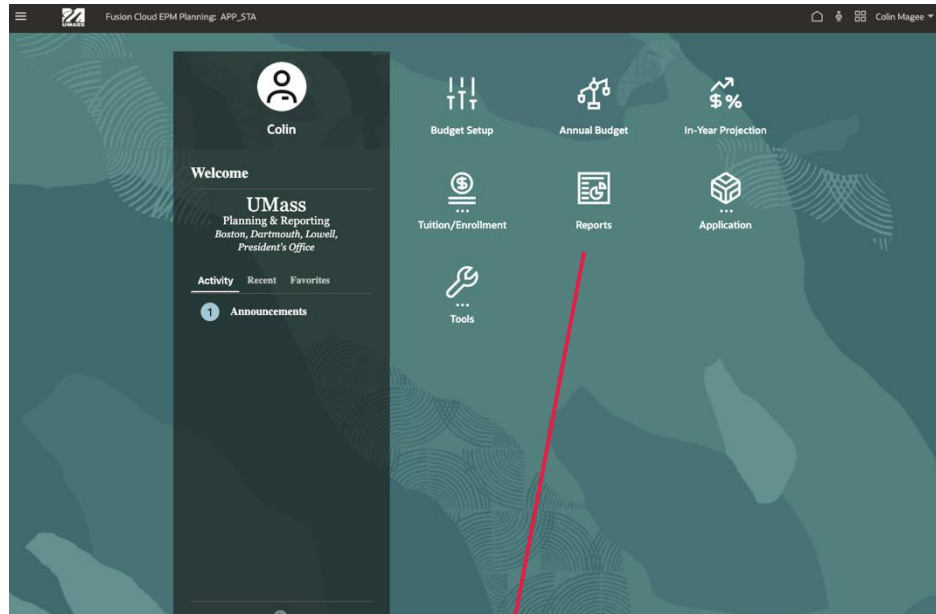 UMASS
Fusion Cloud EPM Planning: APP_STA
Colin Magee
Colin
Welcome
UMass
Planning & Reporting
Boston, Dartmouth, Lowell,
President's Office
Activity Recent Favorites
1 Announcements
Budget Setup
Annual Budget
$%
In-Year Projection
$
Tuition/Enrollment
Reports
Application
Tools